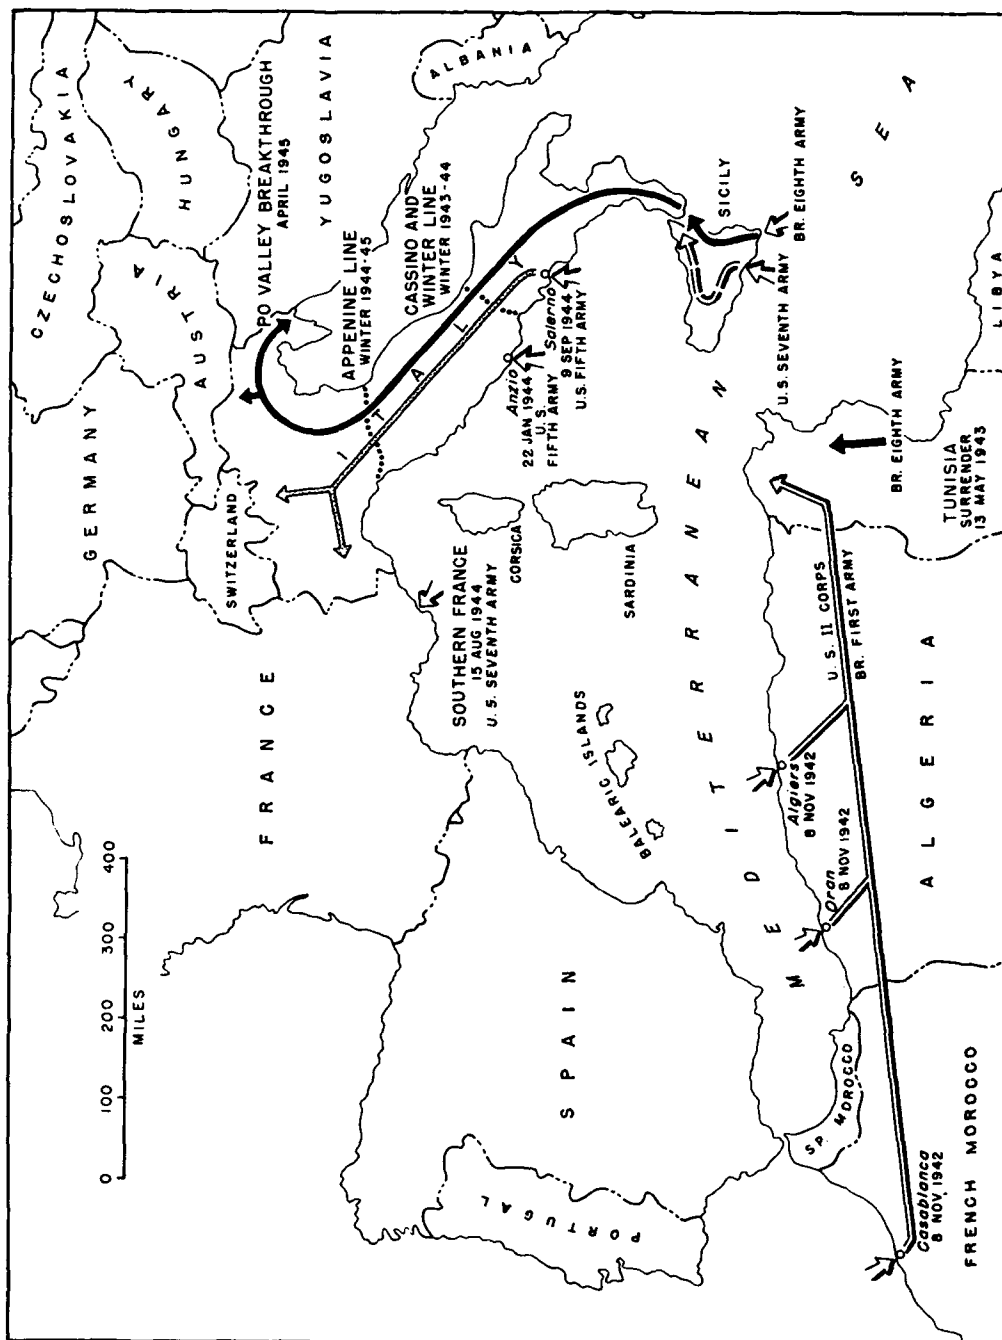 0 100 200 300 400
MILES
GERMANY
CZECHOSLOVAKIA
AUSTRIA
HUNGARY
SWITZERLAND
FRANCE
PO VALLEY BREAKTHROUGH
APRIL 1945
YUGOSLAVIA
APPENINE LINE
WINTER 1944-45
CASSINO AND
WINTER LINE
WINTER 1943-44
ALBANIA
ITALY
SOUTHERN FRANCE
15 AUG 1944
U.S. SEVENTH ARMY
CORSICA
Anzio
22 JAN 1944
U.S.
FIFTH ARMY
Salerno
9 SEP 1944
U.S. FIFTH ARMY
PORTUGAL
SPAIN
BALEARIC ISLANDS
SARDINIA
SICILY
MEDITERRANEAN SEA
U.S. SEVENTH ARMY
BR. EIGHTH ARMY
SP. MOROCCO
Oran
8 NOV 1942
Algiers
8 NOV 1942
U.S. II CORPS
BR. FIRST ARMY
BR. EIGHTH ARMY
Casablanca
8 NOV, 1942
FRENCH MOROCCO
ALGERIA
TUNISIA
SURRENDER
13 MAY 1943
LIBYA